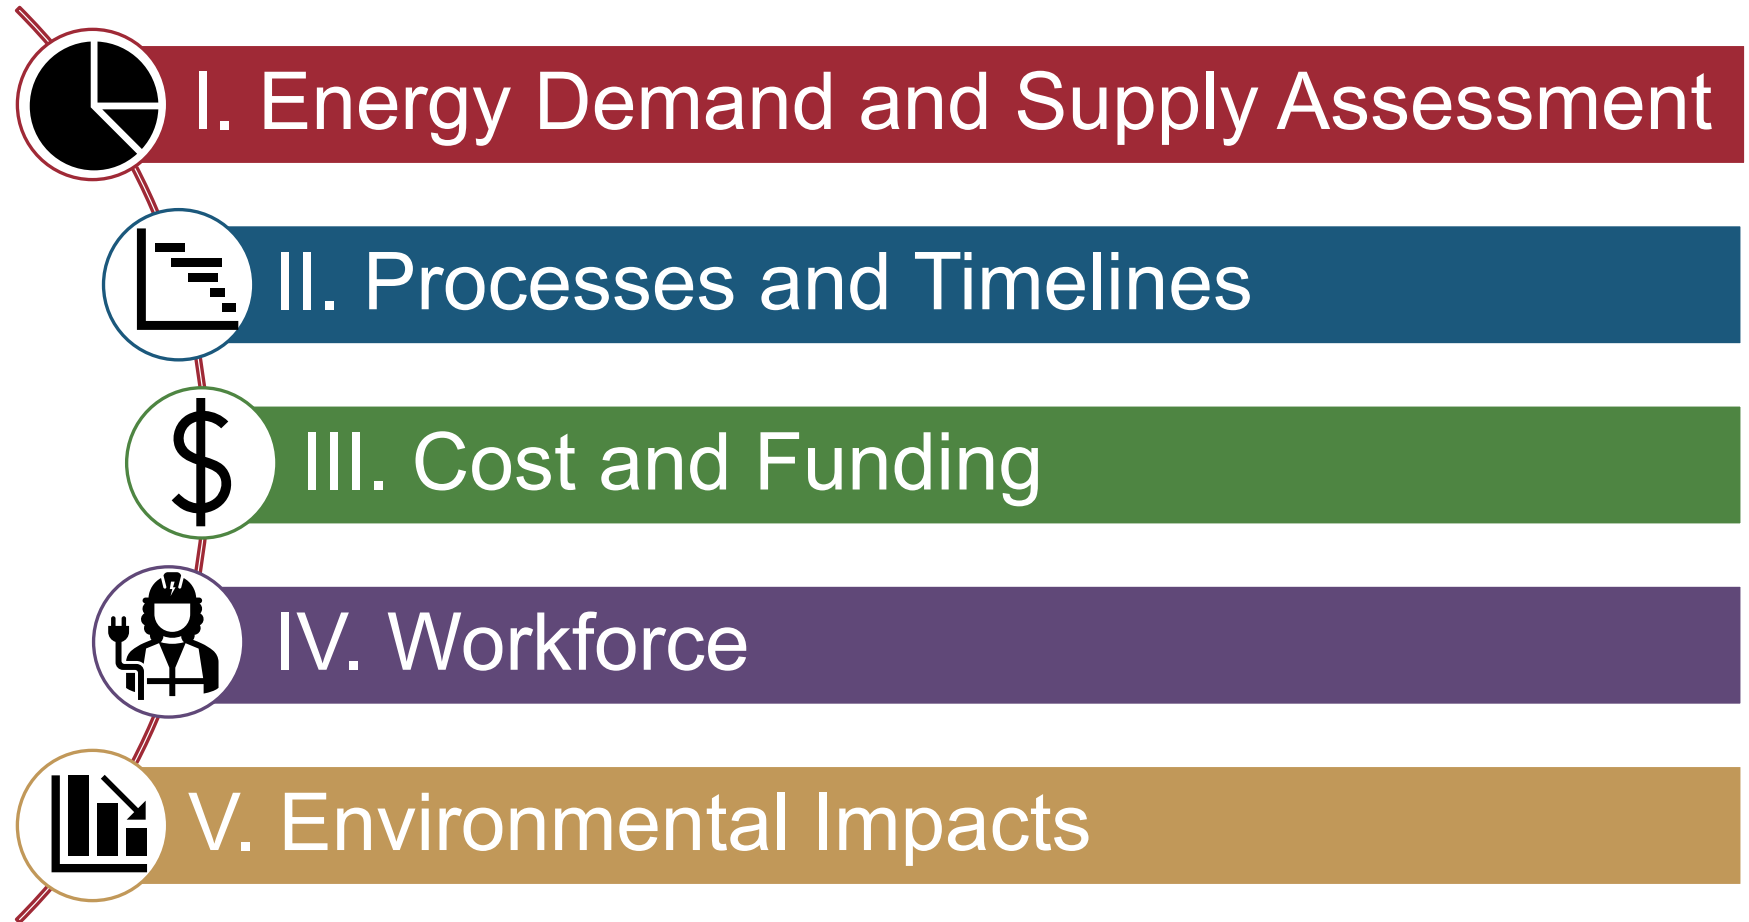 I. Energy Demand and Supply Assessment
II. Processes and Timelines
III. Cost and Funding
IV. Workforce
V. Environmental Impacts